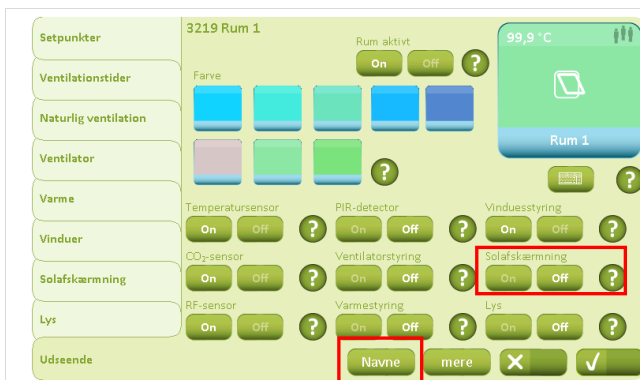 Setpunkter
Ventilationstider
Naturlig ventilation
Ventilator
Varme
Vinduer
Solafskærmning
Lys
Udseende
3219 Rum 1
Rum aktivt
On Off ?
Farve
?
99,9 °C
Rum 1
?
Temperatursensor PIR-detector Vinduesstyring
On Off ? On Off ? On Off ?
CO₂-sensor Ventilatorstyring Solafskærmning
On Off ? On Off ? On Off ?
RF-sensor Varmestyring Lys
On Off ? On Off ? On Off ?
Navne mere